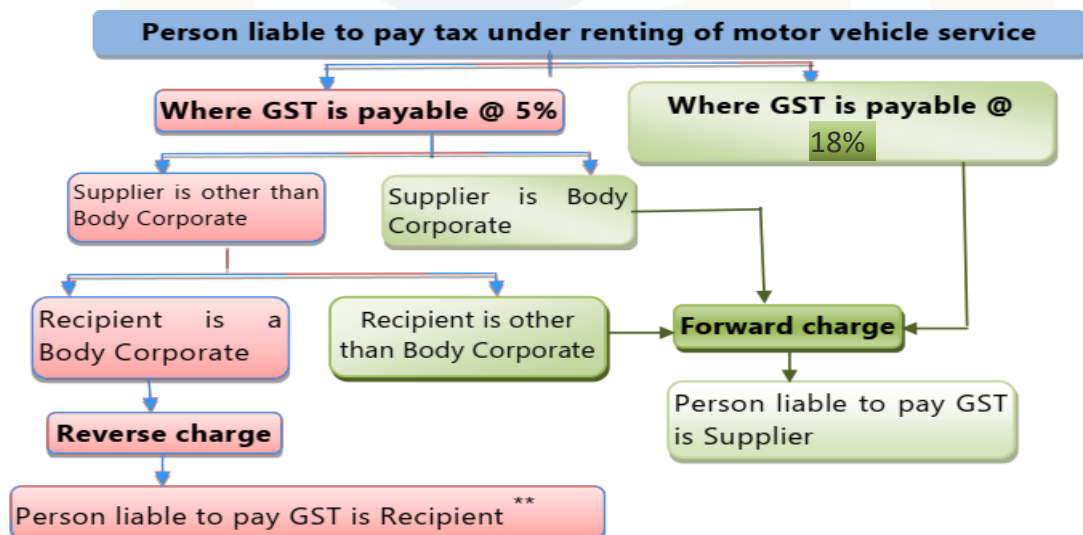 Person liable to pay tax under renting of motor vehicle service
Where GST is payable @ 5%
Where GST is payable @
18%
Supplier is other than
Body Corporate
Supplier is Body
Corporate
Recipient is a
Body Corporate
Recipient is other
than Body Corporate
Forward charge
Reverse charge
Person liable to pay GST
is Supplier
Person liable to pay GST is Recipient **